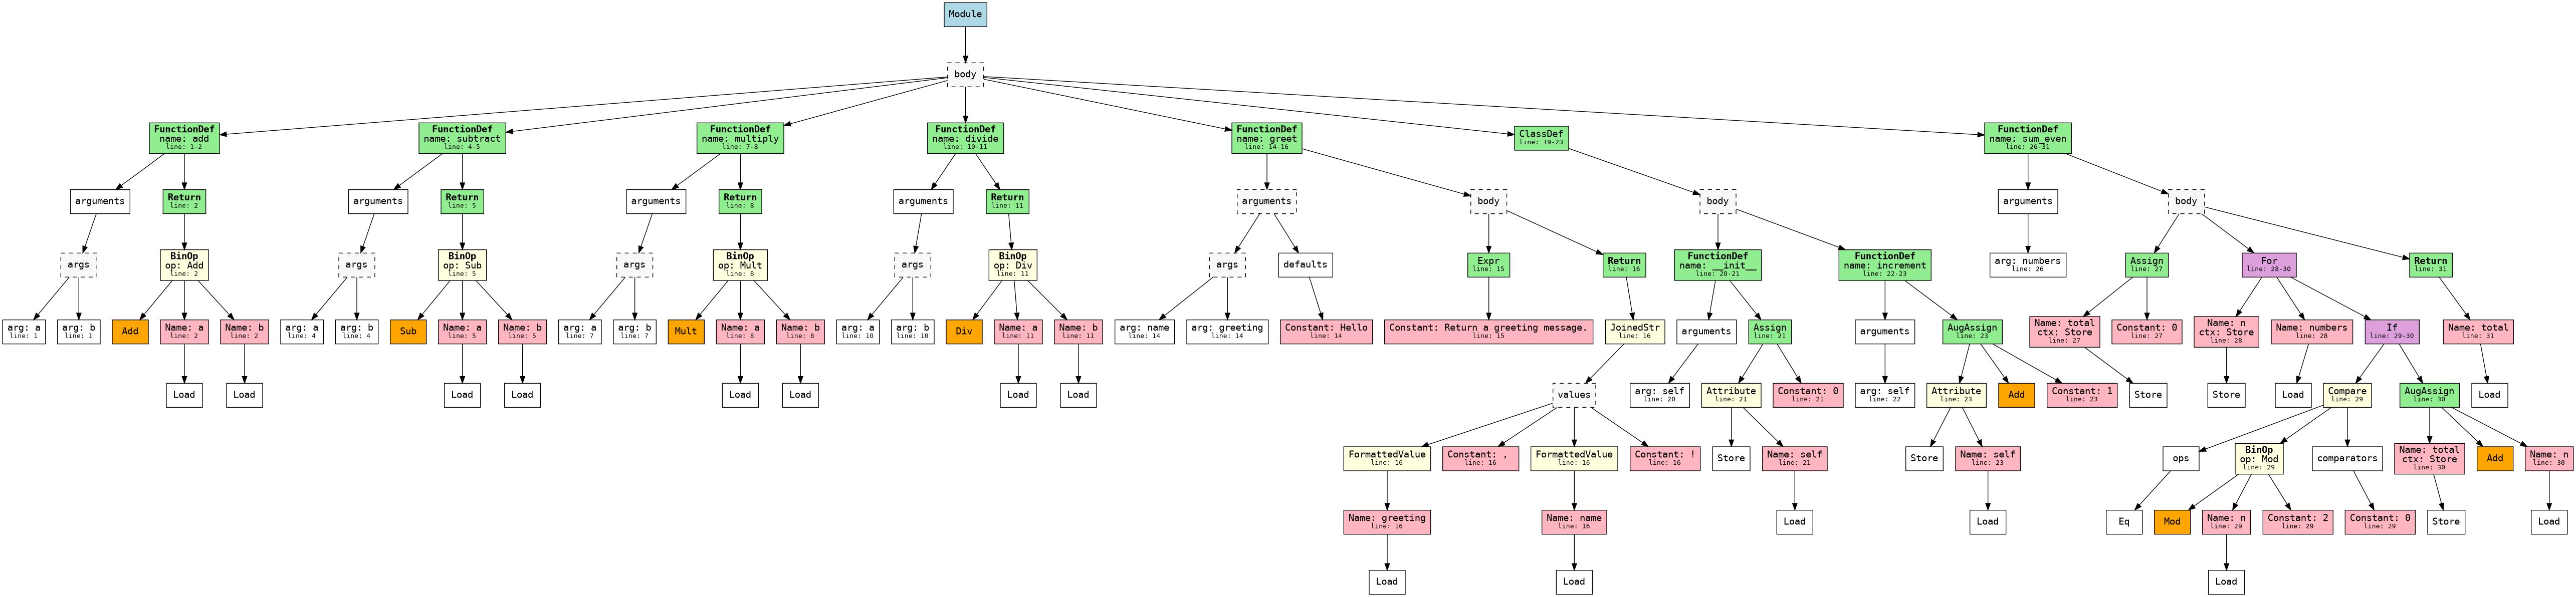 Module
body
FunctionDef
name: add
line: 1-2
FunctionDef
name: subtract
line: 4-5
FunctionDef
name: multiply
line: 7-8
FunctionDef
name: divide
line: 10-11
FunctionDef
name: greet
line: 14-16
ClassDef
line: 19-23
FunctionDef
name: sum_even
line: 26-31
arguments
Return
line: 2
arguments
Return
line: 5
arguments
Return
line: 8
arguments
Return
line: 11
arguments
body
body
arguments
body
args
BinOp
op: Add
line: 2
args
BinOp
op: Sub
line: 5
args
BinOp
op: Mult
line: 8
args
BinOp
op: Div
line: 11
args
defaults
Expr
line: 15
Return
line: 16
FunctionDef
name: __init__
line: 20-21
FunctionDef
name: increment
line: 22-23
arg: numbers
line: 26
Assign
line: 27
For
line: 28-30
Return
line: 31
arg: a
line: 1
arg: b
line: 1
Add
Name: a
line: 2
Name: b
line: 2
arg: a
line: 4
arg: b
line: 4
Sub
Name: a
line: 5
Name: b
line: 5
arg: a
line: 7
arg: b
line: 7
Mult
Name: a
line: 8
Name: b
line: 8
arg: a
line: 10
arg: b
line: 10
Div
Name: a
line: 11
Name: b
line: 11
arg: name
line: 14
arg: greeting
line: 14
Constant: Hello
line: 14
Constant: Return a greeting message.
line: 15
JoinedStr
line: 16
arguments
Assign
line: 21
arguments
AugAssign
line: 23
Name: total
ctx: Store
line: 27
Constant: 0
line: 27
Name: n
ctx: Store
line: 28
Name: numbers
line: 28
If
line: 29-30
Name: total
line: 31
Load
Load
Load
Load
Load
Load
Load
Load
values
arg: self
line: 20
Attribute
line: 21
Constant: 0
line: 21
arg: self
line: 22
Attribute
line: 23
Add
Constant: 1
line: 23
Store
Store
Load
Compare
line: 29
AugAssign
line: 30
Load
FormattedValue
line: 16
Constant: ,
line: 16
FormattedValue
line: 16
Constant: !
line: 16
Store
Name: self
line: 21
Store
Name: self
line: 23
ops
BinOp
op: Mod
line: 29
comparators
Name: total
ctx: Store
line: 30
Add
Name: n
line: 30
Name: greeting
line: 16
Name: name
line: 16
Load
Load
Eq
Mod
Name: n
line: 29
Constant: 2
line: 29
Constant: 0
line: 29
Store
Load
Load
Load
Load